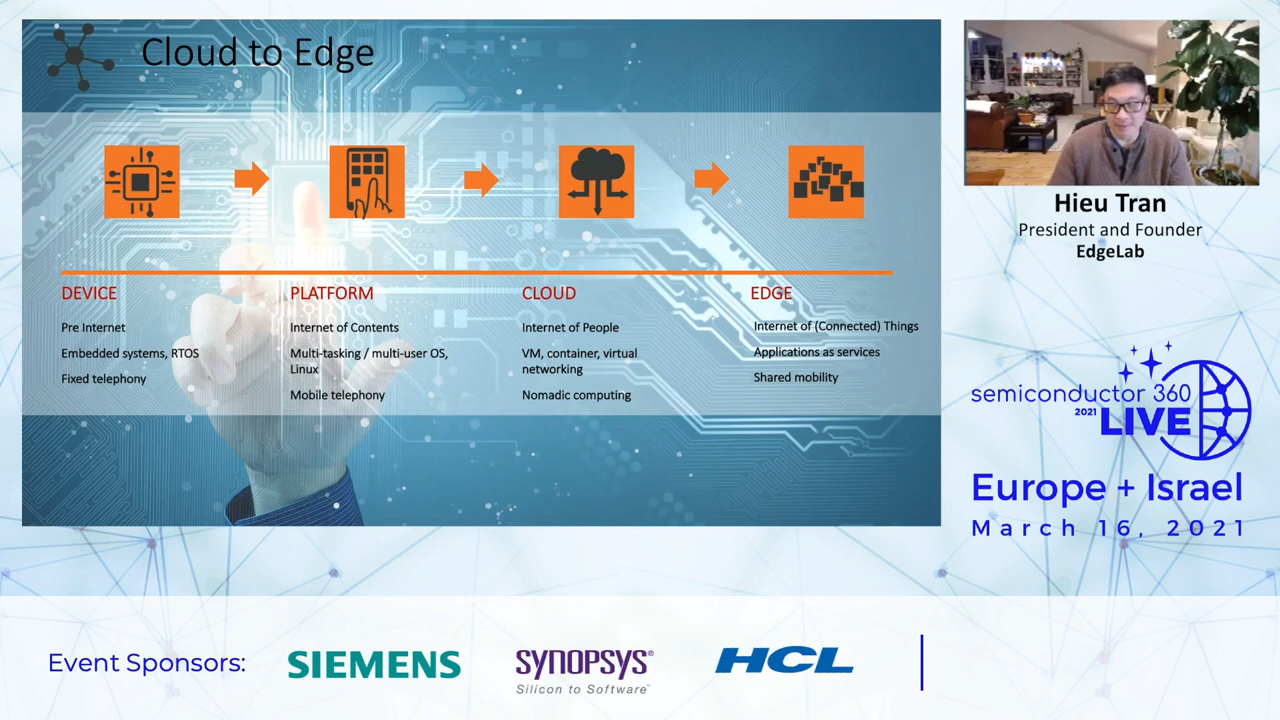 Cloud to Edge
DEVICE
Pre Internet
Embedded systems, RTOS
Fixed telephony
PLATFORM
Internet of Contents
Multi-tasking / multi-user OS,
Linux
Mobile telephony
CLOUD
Internet of People
VM, container, virtual
networking
Nomadic computing
EDGE
Internet of (Connected) Things
Applications as services
Shared mobility
Hieu Tran
President and Founder
EdgeLab
semiconductor 360
2021 LIVE
Europe + Israel
March 16, 2021
Event Sponsors:
SIEMENS
SYNOPSYS®
Silicon to Software™
HCL